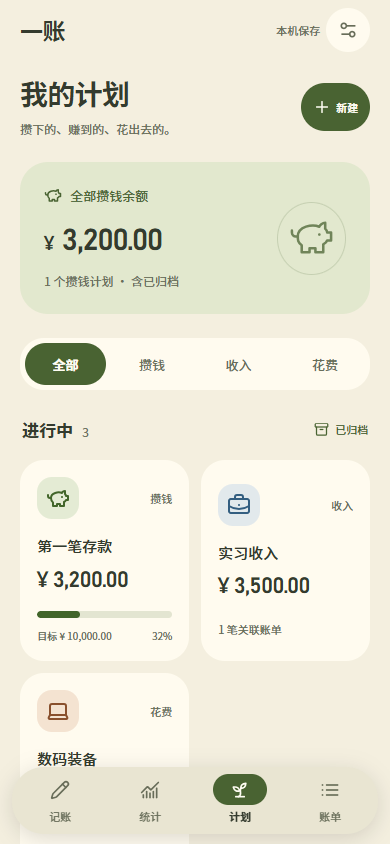 一账
本机保存
我的计划
攒下的、赚到的、花出去的。
新建
全部攒钱余额
¥ 3,200.00
1 个攒钱计划 · 含已归档
全部
攒钱
收入
花费
进行中 3
已归档
攒钱
第一笔存款
¥ 3,200.00
目标 ¥ 10,000.00
32%
收入
实习收入
¥ 3,500.00
1 笔关联账单
花费
数码装备
记账
统计
计划
账单